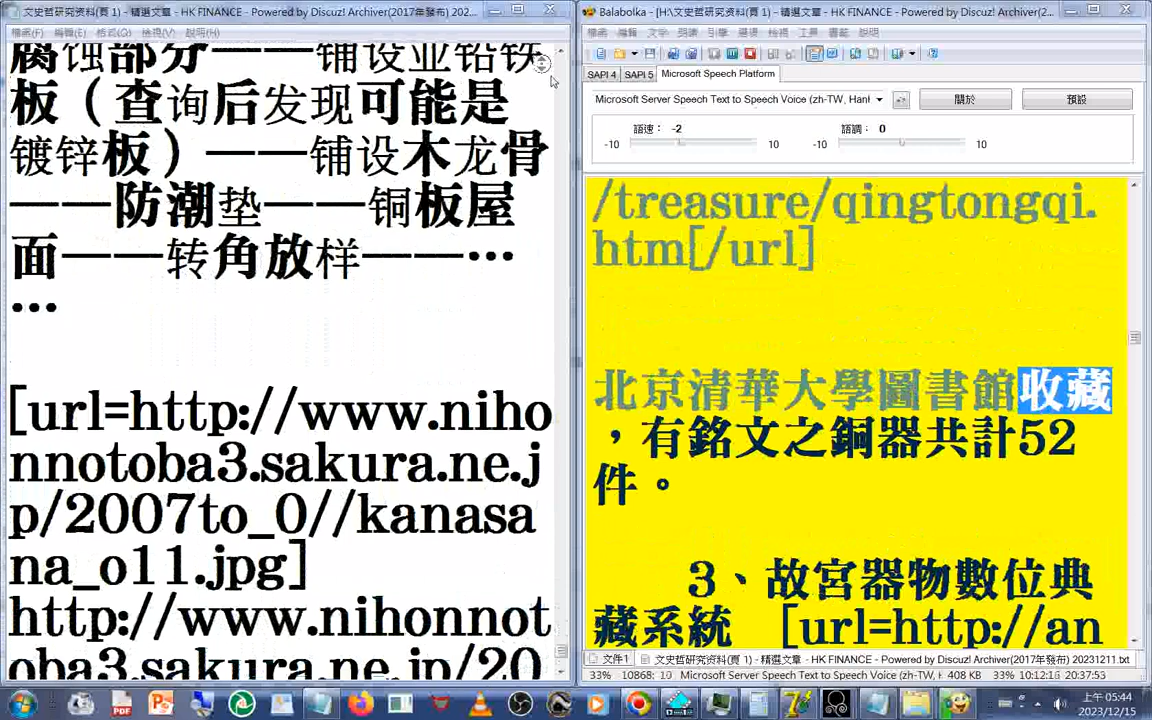 文史哲研究资料(頁 1) - 精選文章 - HK FINANCE - Powered by Discuz! Archiver(2017年發布) 202...
檔案(F) 編輯(E) 格式(O) 檢視(V) 說明(H)
腐蚀部分——铺设业铅铁
板（查询后发现可能是
镀锌板）——铺设木龙骨
——防潮垫——铜板屋
面——转角放样——…
…
[url=http://www.niho
nnotoba3.sakura.ne.j
p/2007to_0//kanasa
na_o11.jpg]
http://www.nihonnot
oba3.sakura.ne.jp/20
Balabolka - [H:\文史哲研究资料(頁 1) - 精選文章 - HK FINANCE - Powered by Discuz! Archiver(2...
檔案 編輯 文字 朗讀 引擎 選項 檢視 工具 書籤 說明
SAPI 4 SAPI 5 Microsoft Speech Platform
Microsoft Server Speech Text to Speech Voice (zh-TW, Hanl
關於
預設
語速： -2
語調： 0
-10 10 -10 10
/treasure/qingtongqi.
htm[/url]
北京清華大學圖書館收藏
，有銘文之銅器共計52
件。
3、故宮器物數位典
藏系統 [url=http://an
文件1 文史哲研究资料(頁 1) - 精選文章 - HK FINANCE - Powered by Discuz! Archiver(2017年發布) 20231211.txt
33% 10868: 10 Microsoft Server Speech Text to Speech Voice (zh-TW, H 408 KB 33% 10:12:16 20:37:53
上午 05:44
2023/12/15